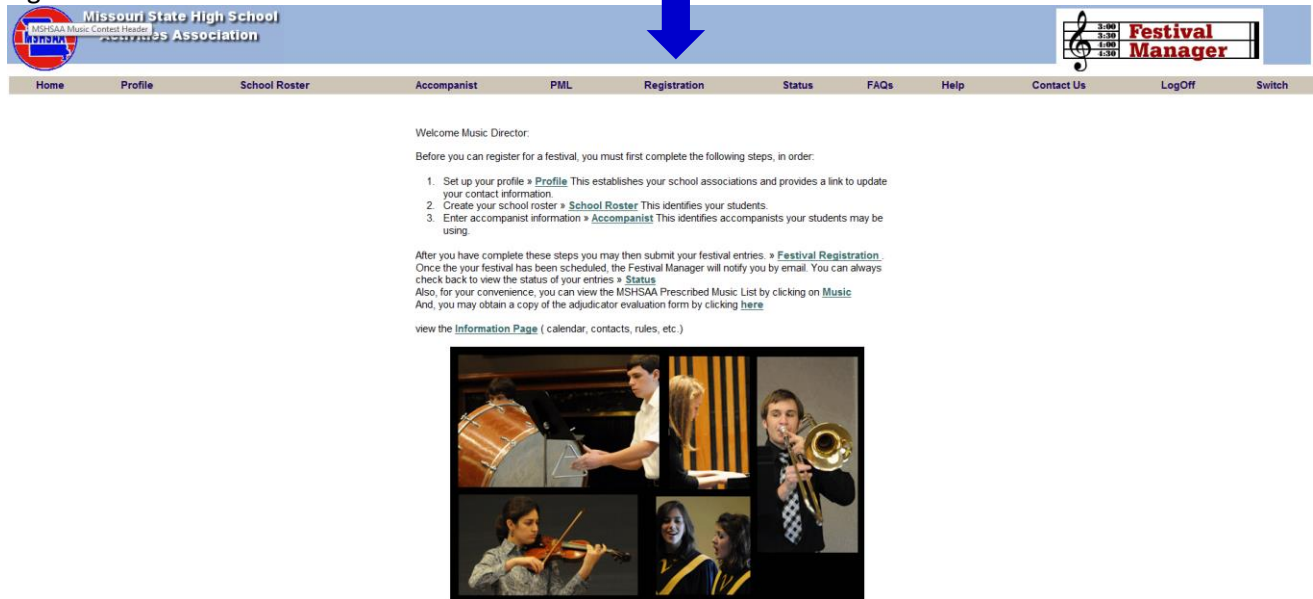 Missouri State High School
Activities Association
MSHSAA Music Contest Header
MSHSAA
3:00
3:30
4:00
4:30
Festival
Manager
Home Profile School Roster Accompanist PML Registration Status FAQs Help Contact Us LogOff Switch
Welcome Music Director:
Before you can register for a festival, you must first complete the following steps, in order:
1. Set up your profile » Profile This establishes your school associations and provides a link to update
your contact information.
2. Create your school roster » School Roster This identifies your students.
3. Enter accompanist information » Accompanist This identifies accompanists your students may be
using.
After you have complete these steps you may then submit your festival entries. » Festival Registration .
Once the your festival has been scheduled, the Festival Manager will notify you by email. You can always
check back to view the status of your entries » Status
Also, for your convenience, you can view the MSHSAA Prescribed Music List by clicking on Music
And, you may obtain a copy of the adjudicator evaluation form by clicking here
view the Information Page ( calendar, contacts, rules, etc.)